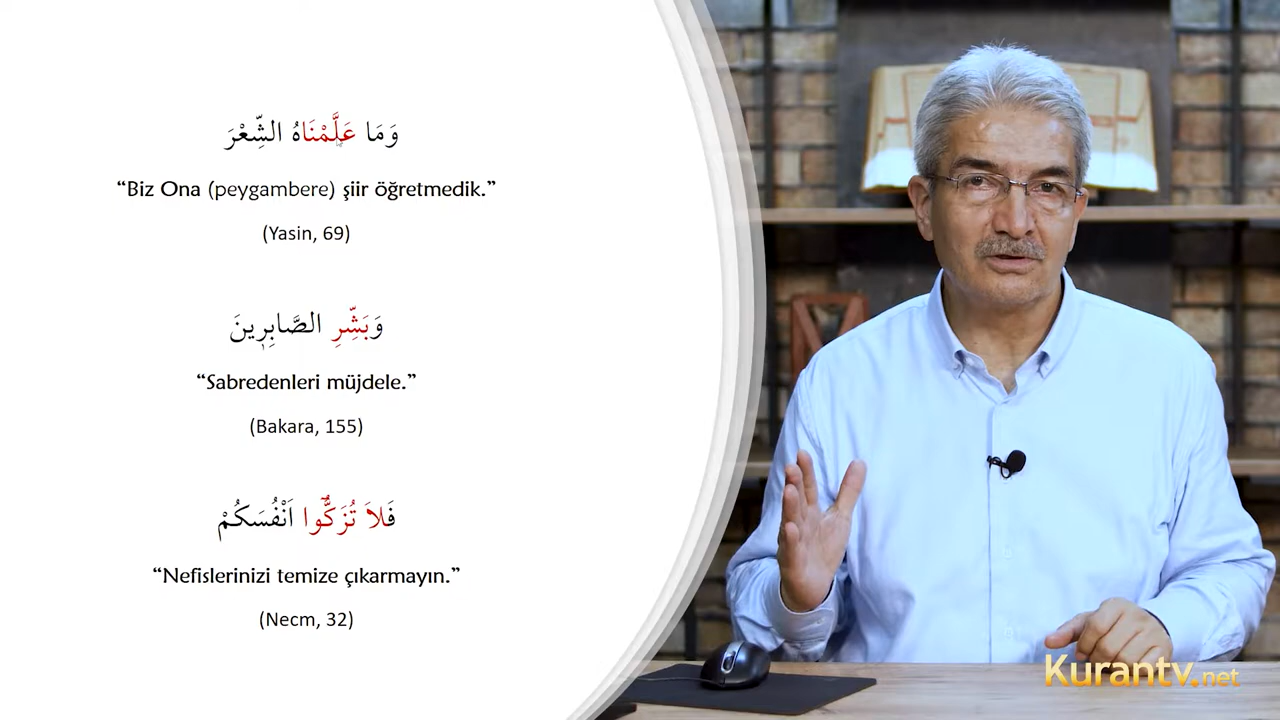 وَمَا عَلَّمْنَاهُ الشِّعْرَ
“Biz Ona (peygambere) şiir öğretmedik.”
(Yasin, 69)
وَبَشِّرِ الصَّابِرِينَ
“Sabredenleri müjdele.”
(Bakara, 155)
فَلاَ تُزَكُّٓوا اَنْفُسَكُمْ
“Nefislerinizi temize çıkarmayın.”
(Necm, 32)
Kurantv.net